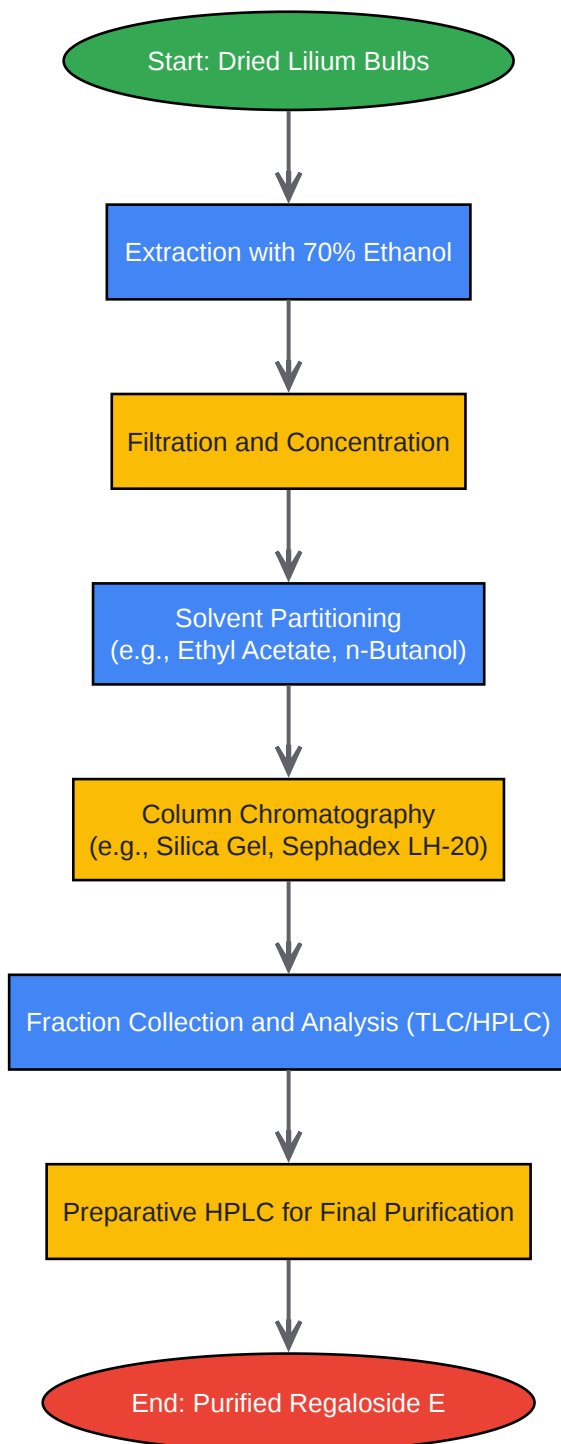 Start: Dried Lilium Bulbs
Extraction with 70% Ethanol
Filtration and Concentration
Solvent Partitioning
(e.g., Ethyl Acetate, n-Butanol)
Column Chromatography
(e.g., Silica Gel, Sephadex LH-20)
Fraction Collection and Analysis (TLC/HPLC)
Preparative HPLC for Final Purification
End: Purified Regaloside E